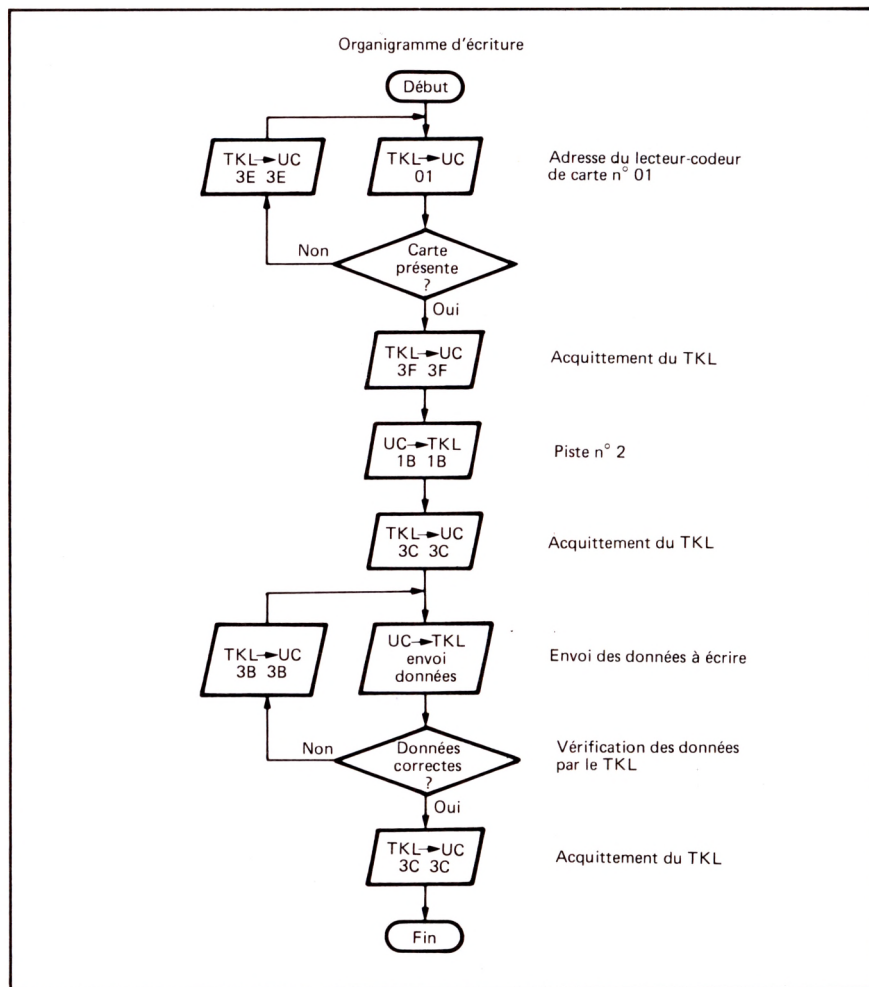 Organigramme d'écriture
Début
TKL→UC
3E 3E
TKL→UC
01
Adresse du lecteur-codeur
de carte n° 01
Non
Carte
présente
?
Oui
TKL→UC
3F 3F
Acquittement du TKL
UC→TKL
1B 1B
Piste n° 2
TKL→UC
3C 3C
Acquittement du TKL
TKL→UC
3B 3B
UC→TKL
envoi
données
Envoi des données à écrire
Non
Données
correctes
?
Vérification des données
par le TKL
Oui
TKL→UC
3C 3C
Acquittement du TKL
Fin